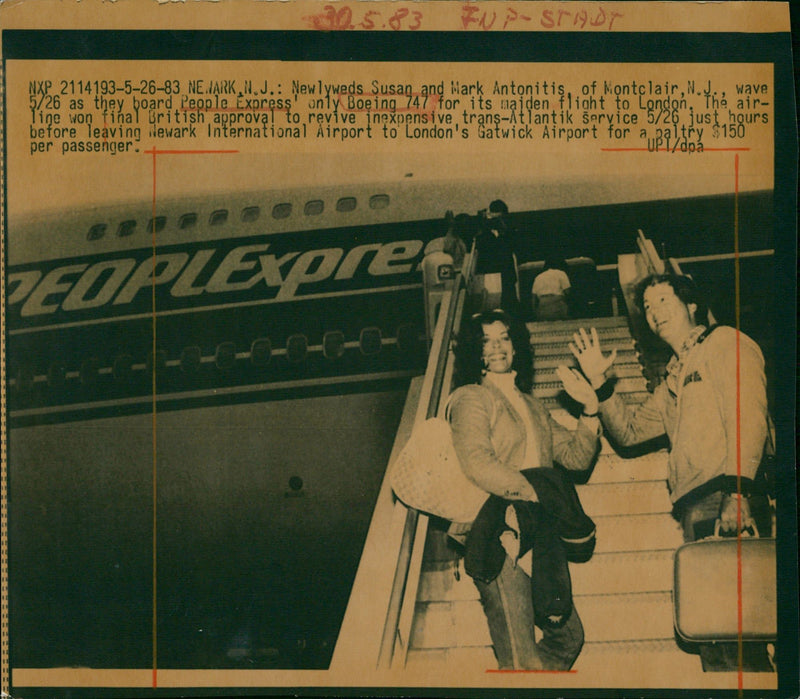 30.5.83 FNP-STADT
NXP 2114193-5-26-83 NEWARK,N.J.: Newlyweds Susan and Mark Antonitis, of Montclair,N.J., wave
5/26 as they board People Express' only Boeing 747 for its maiden flight to London. The air-
line won final British approval to revive inexpensive trans-Atlantik service 5/26 just hours
before leaving Newark International Airport to London's Gatwick Airport for a paltry $150
per passenger. UPI/dpa
PEOPLExpress